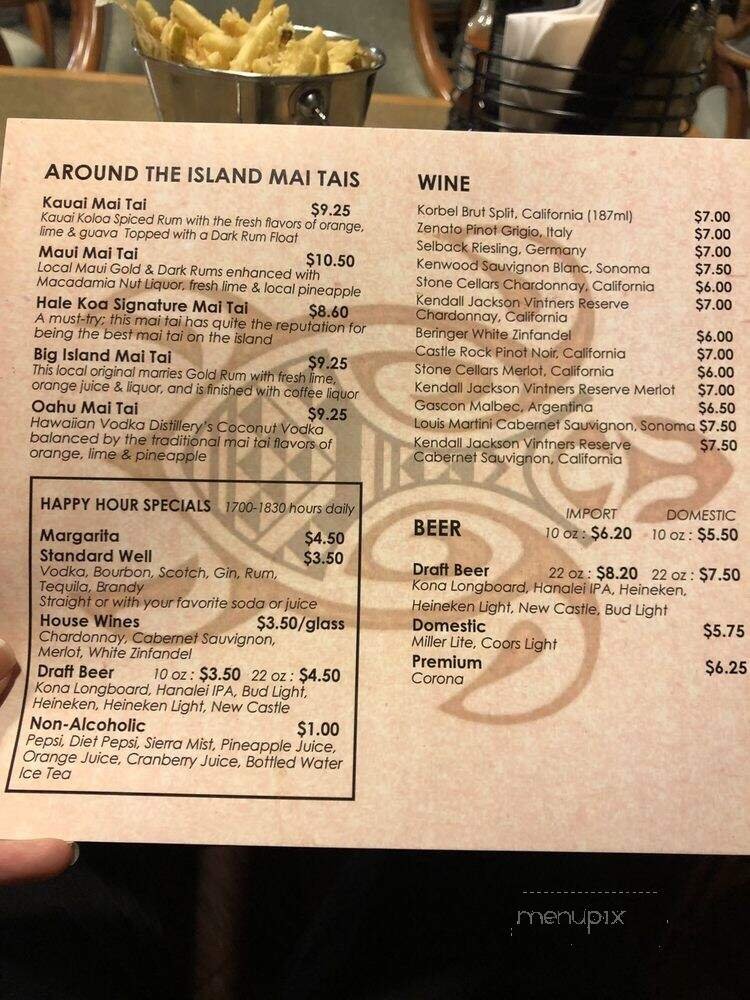 AROUND THE ISLAND MAI TAIS
Kauai Mai Tai $9.25
Kauai Koloa Spiced Rum with the fresh flavors of orange,
lime & guava Topped with a Dark Rum Float
Maui Mai Tai $10.50
Local Maui Gold & Dark Rums enhanced with
Macadamia Nut Liquor, fresh lime & local pineapple
Hale Koa Signature Mai Tai $8.60
A must-try; this mai tai has quite the reputation for
being the best mai tai on the island
Big Island Mai Tai $9.25
This local original marries Gold Rum with fresh lime,
orange juice & liquor, and is finished with coffee liquor
Oahu Mai Tai $9.25
Hawaiian Vodka Distillery's Coconut Vodka
balanced by the traditional mai tai flavors of
orange, lime & pineapple
HAPPY HOUR SPECIALS 1700-1830 hours daily
Margarita $4.50
Standard Well $3.50
Vodka, Bourbon, Scotch, Gin, Rum,
Tequila, Brandy
Straight or with your favorite soda or juice
House Wines $3.50/glass
Chardonnay, Cabernet Sauvignon,
Merlot, White Zinfandel
Draft Beer 10 oz : $3.50 22 oz : $4.50
Kona Longboard, Hanalei IPA, Bud Light,
Heineken, Heineken Light, New Castle
Non-Alcoholic $1.00
Pepsi, Diet Pepsi, Sierra Mist, Pineapple Juice,
Orange Juice, Cranberry Juice, Bottled Water
Ice Tea
WINE
Korbel Brut Split, California (187ml) $7.00
Zenato Pinot Grigio, Italy $7.00
Selback Riesling, Germany $7.00
Kenwood Sauvignon Blanc, Sonoma $7.50
Stone Cellars Chardonnay, California $6.00
Kendall Jackson Vintners Reserve $7.00
Chardonnay, California
Beringer White Zinfandel $6.00
Castle Rock Pinot Noir, California $7.00
Stone Cellars Merlot, California $6.00
Kendall Jackson Vintners Reserve Merlot $7.00
Gascon Malbec, Argentina $6.50
Louis Martini Cabernet Sauvignon, Sonoma $7.50
Kendall Jackson Vintners Reserve $7.50
Cabernet Sauvignon, California
IMPORT DOMESTIC
BEER 10 oz : $6.20 10 oz : $5.50
Draft Beer 22 oz : $8.20 22 oz : $7.50
Kona Longboard, Hanalei IPA, Heineken,
Heineken Light, New Castle, Bud Light
Domestic $5.75
Miller Lite, Coors Light
Premium $6.25
Corona
menupix